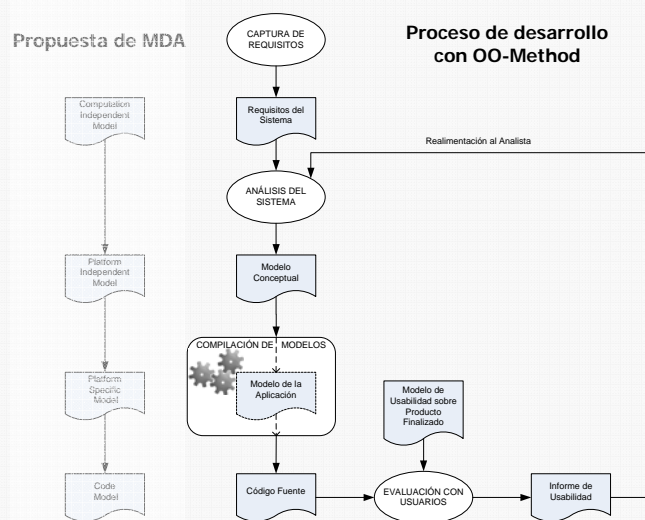 Propuesta de MDA
Proceso de desarrollo
con OO-Method
CAPTURA DE
REQUISITOS
Computation
Independent
Model
Requisitos del
Sistema
Realimentación al Analista
ANÁLISIS DEL
SISTEMA
Platform
Independent
Model
Modelo
Conceptual
COMPILACIÓN DE MODELOS
Platform
Specific
Model
Modelo de la
Aplicación
Modelo de
Usabilidad sobre
Producto
Finalizado
Code
Model
Código Fuente
EVALUACIÓN CON
USUARIOS
Informe de
Usabilidad